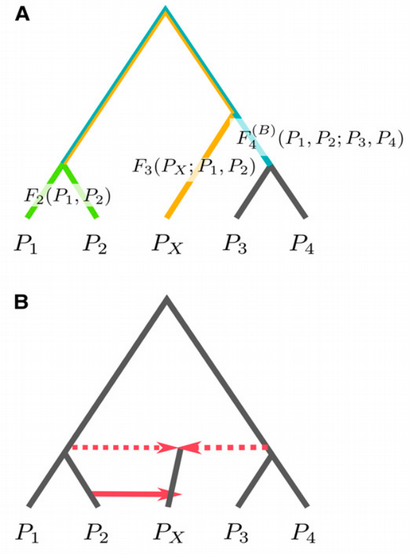 A
F_4^{(B)}(P_1, P_2; P_3, P_4)
F_3(P_X; P_1, P_2)
F_2(P_1, P_2)
P_1 P_2 P_X P_3 P_4
B
P_1 P_2 P_X P_3 P_4